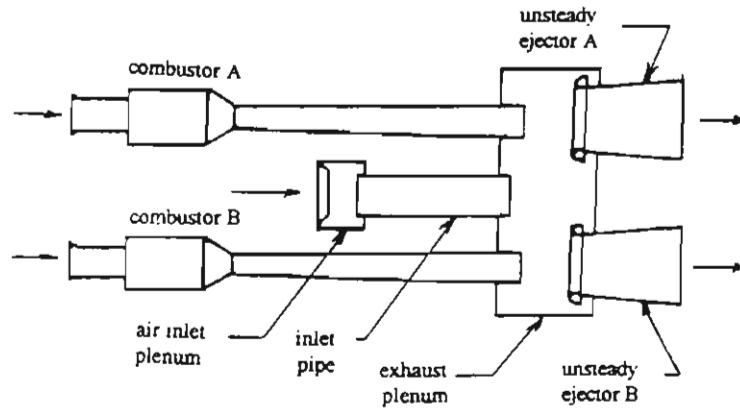 unsteady
ejector A
combustor A
combustor B
air inlet
plenum
inlet
pipe
exhaust
plenum
unsteady
ejector B